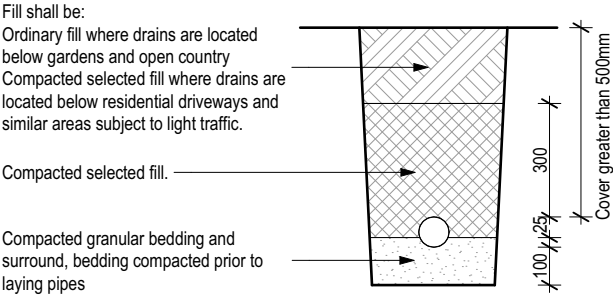 Fill shall be:
Ordinary fill where drains are located
below gardens and open country
Compacted selected fill where drains are
located below residential driveways and
similar areas subject to light traffic.
Compacted selected fill.
Compacted granular bedding and
surround, bedding compacted prior to
laying pipes
300
25
100
Cover greater than 500mm